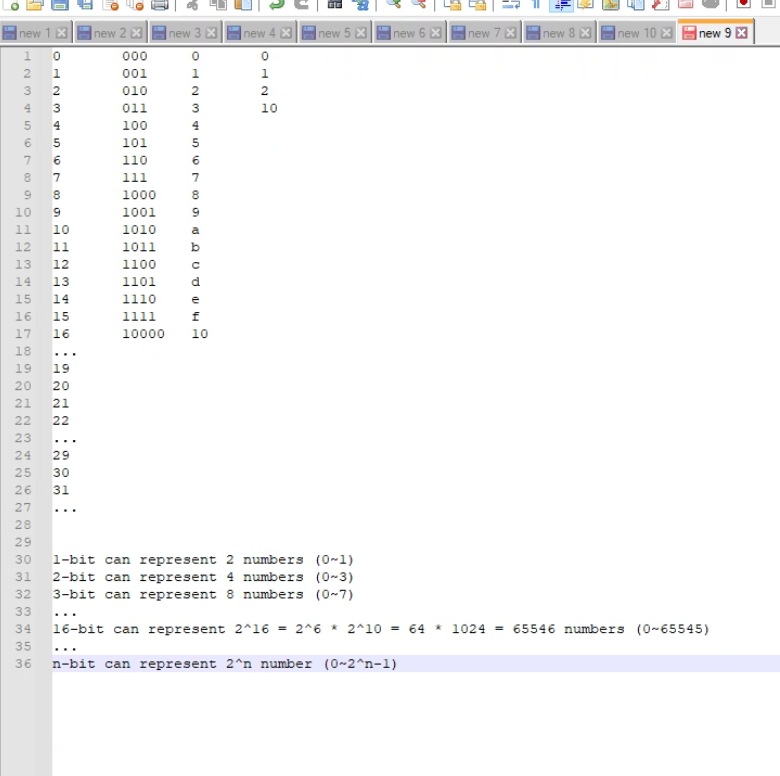 new 1 new 2 new 3 new 4 new 5 new 6 new 7 new 8 new 10 new 9
1 0 000 0 0
2 1 001 1 1
3 2 010 2 2
4 3 011 3 10
5 4 100 4
6 5 101 5
7 6 110 6
8 7 111 7
9 8 1000 8
10 9 1001 9
11 10 1010 a
12 11 1011 b
13 12 1100 c
14 13 1101 d
15 14 1110 e
16 15 1111 f
17 16 10000 10
18 ...
19 19
20 20
21 21
22 22
23 ...
24 29
25 30
26 31
27 ...
28
29
30 1-bit can represent 2 numbers (0~1)
31 2-bit can represent 4 numbers (0~3)
32 3-bit can represent 8 numbers (0~7)
33 ...
34 16-bit can represent 2^16 = 2^6 * 2^10 = 64 * 1024 = 65546 numbers (0~65545)
35 ...
36 n-bit can represent 2^n number (0~2^n-1)